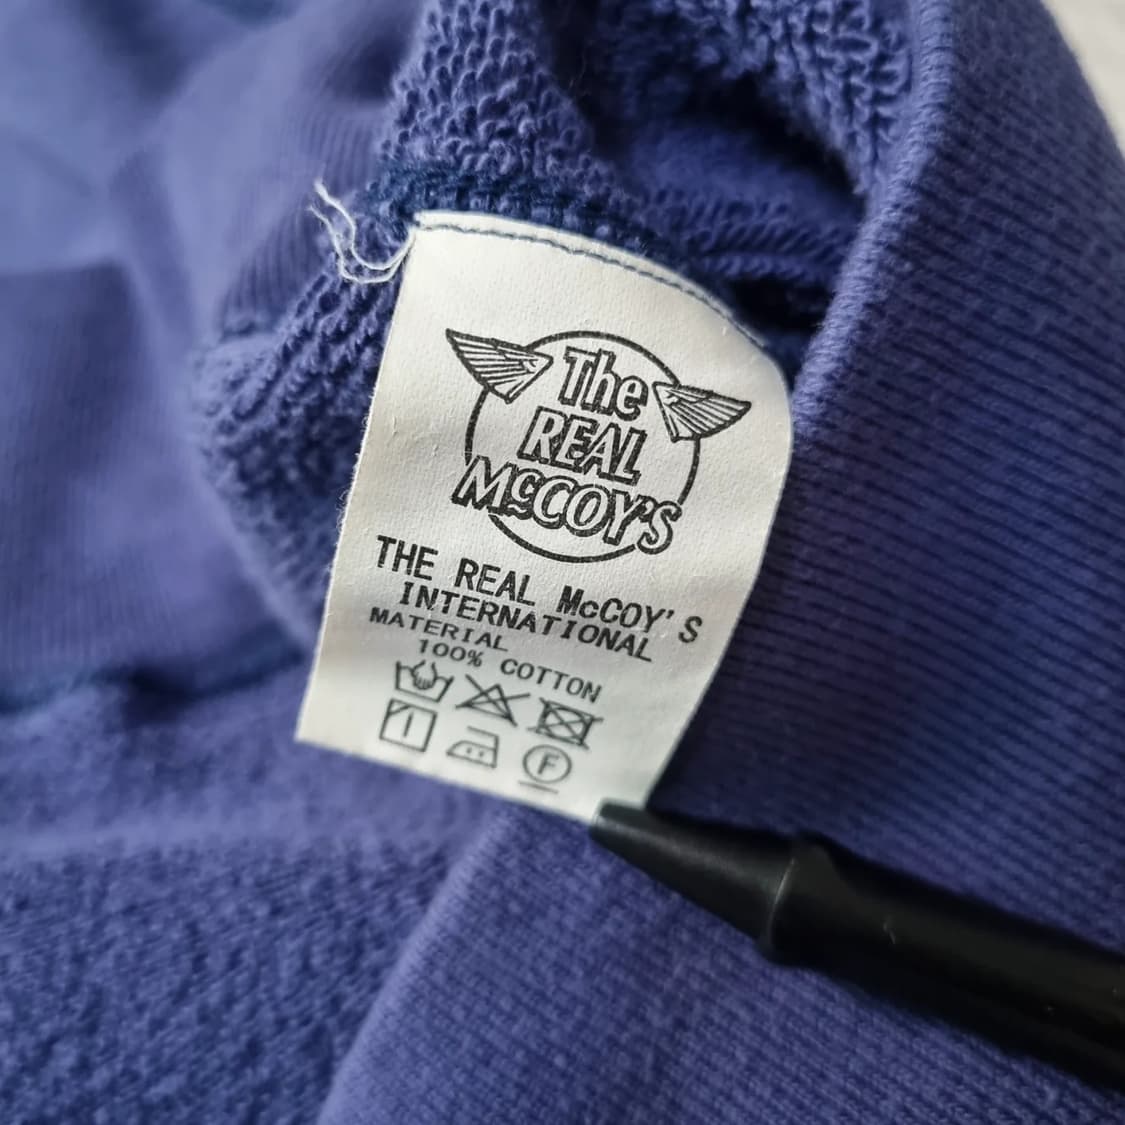 The
REAL
McCOY'S
THE REAL McCOY'S
INTERNATIONAL
MATERIAL
100% COTTON
F